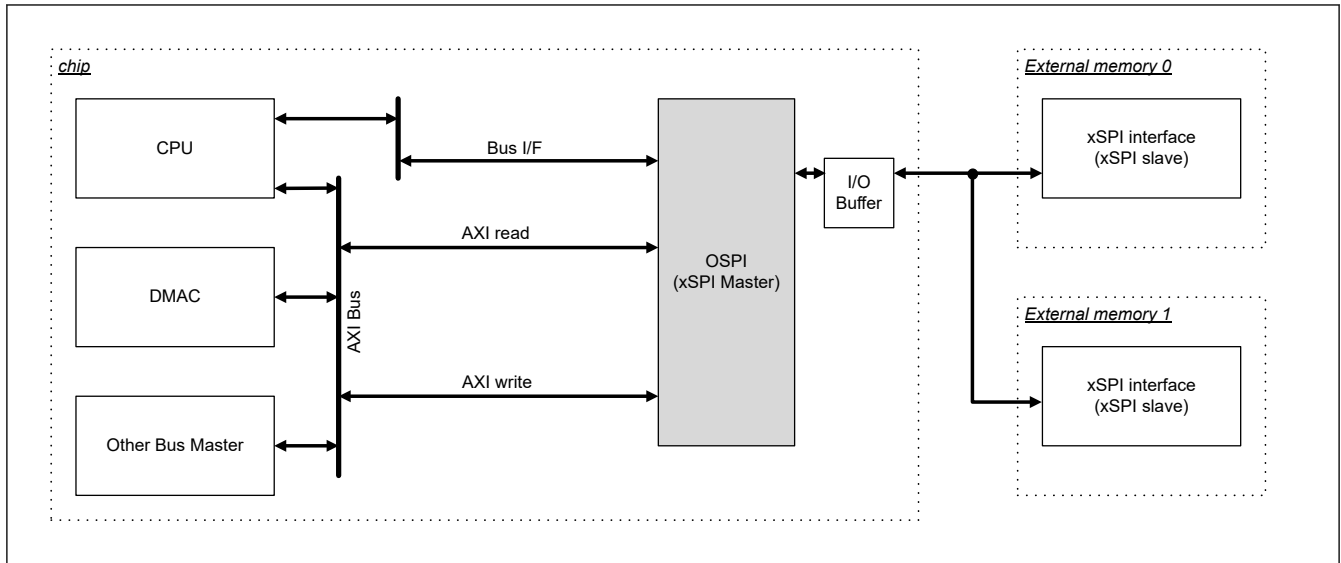 chip
CPU
Bus I/F
AXI read
DMAC
AXI Bus
AXI write
Other Bus Master
OSPI
(xSPI Master)
I/O
Buffer
External memory 0
xSPI interface
(xSPI slave)
External memory 1
xSPI interface
(xSPI slave)